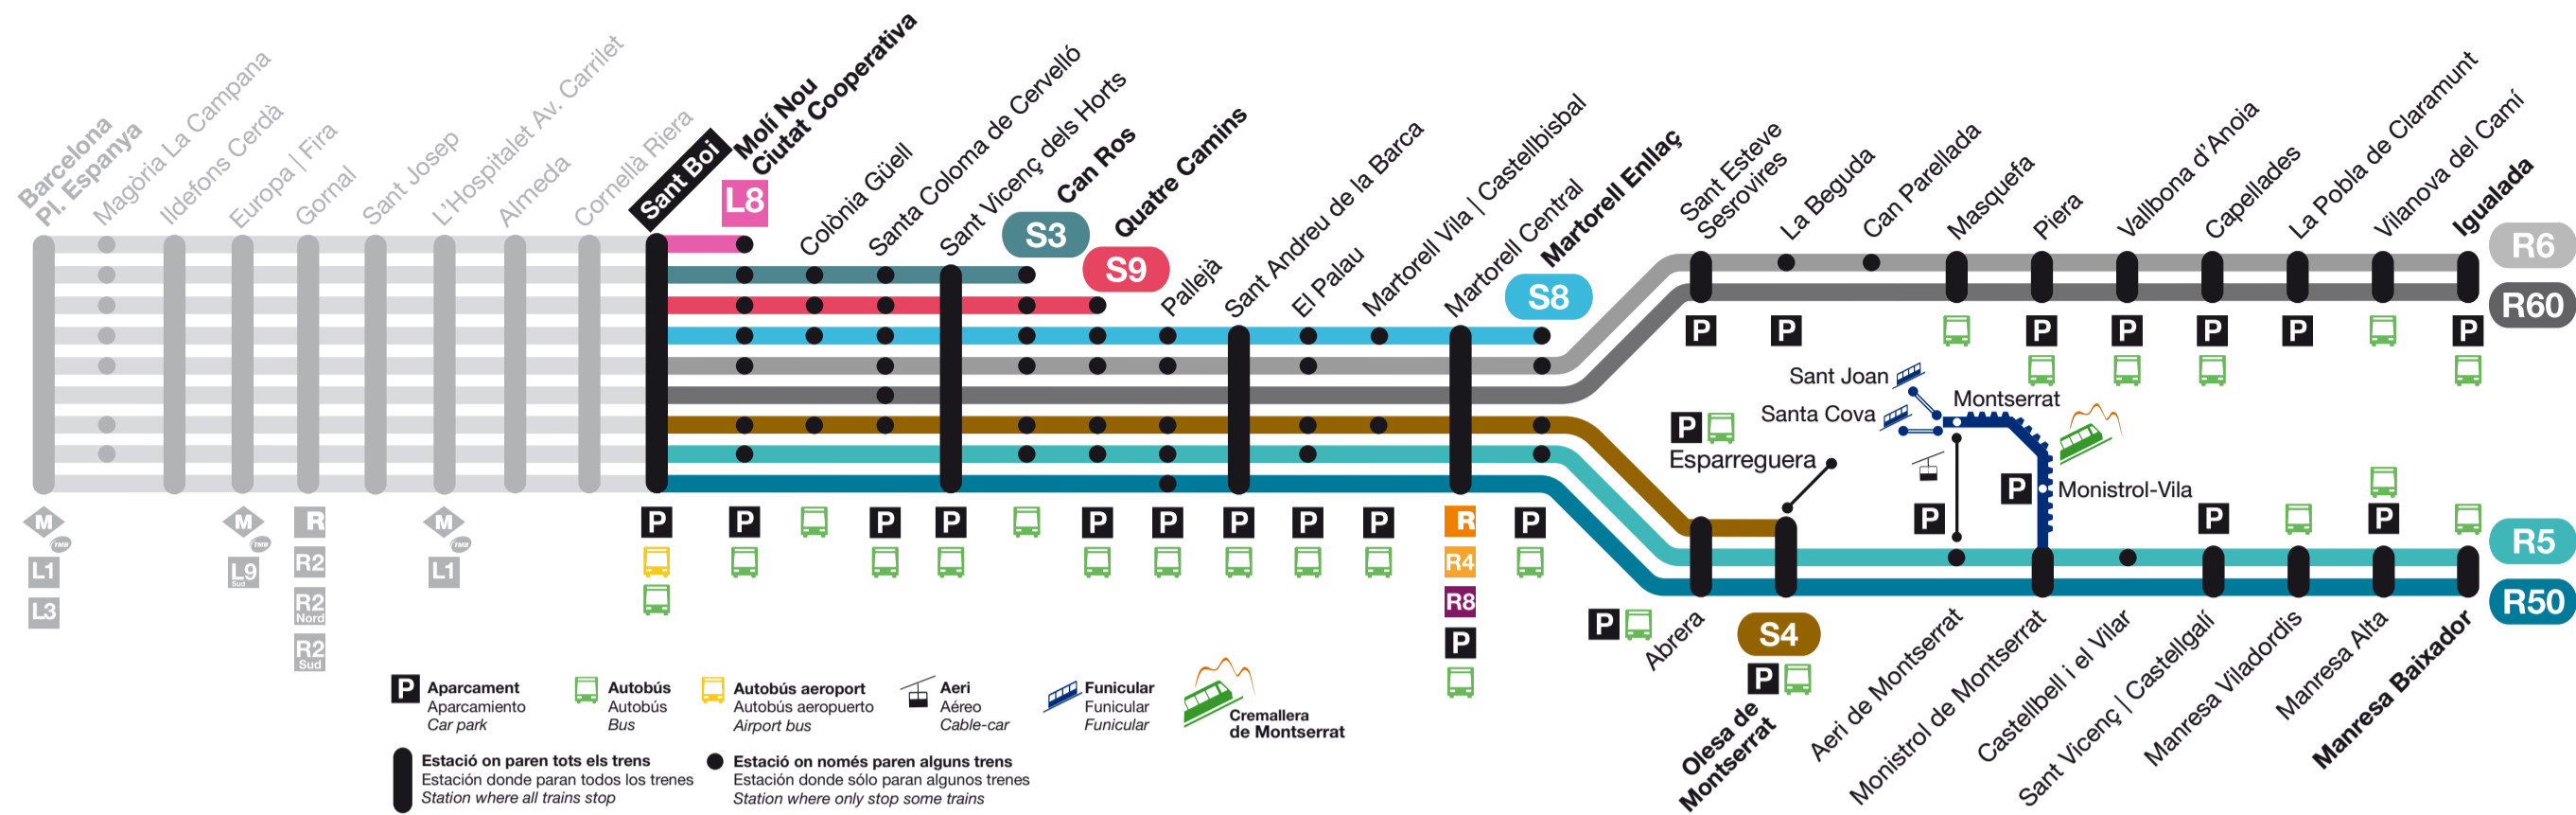 Barcelona
Pl. Espanya
Magòria La Campana
Ildefons Cerdà
Europa | Fira
Gornal
Sant Josep
L'Hospitalet Av. Carrilet
Almeda
Cornellà Riera
Sant Boi
Molí Nou
Ciutat Cooperativa
L8
Colònia Güell
Santa Coloma de Cervelló
Sant Vicenç dels Horts
Can Ros
S3
Quatre Camins
S9
Pallejà
Sant Andreu de la Barca
El Palau
Martorell Vila | Castellbisbal
Martorell Central
Martorell Enllaç
S8
Sant Esteve
Sesrovires
La Beguda
Can Parellada
Masquefa
Piera
Vallbona d'Anoia
Capellades
La Pobla de Claramunt
Vilanova del Camí
Igualada
R6
R60
P
P
P
P
P
P
P
Sant Joan
Santa Cova
Montserrat
P
Esparreguera
P
P
Monistrol-Vila
P
P
R5
R50
M
TMB
L1
L3
M
TMB
L9
Sud
R
R2
R2
Nord
R2
Sud
M
TMB
L1
P
P
P
P
P
P
P
P
P
R
R4
R8
P
P
P
Abrera
S4
P
Olesa de
Montserrat
Aeri de Montserrat
Monistrol de Montserrat
Castellbell i el Vilar
Sant Vicenç | Castellgalí
Manresa Viladordis
Manresa Alta
Manresa Baixador
P
Aparcament
Aparcamiento
Car park
Autobús
Autobús
Bus
Autobús aeroport
Autobús aeropuerto
Airport bus
Aeri
Aéreo
Cable-car
Funicular
Funicular
Funicular
Cremallera
de Montserrat
Estació on paren tots els trens
Estación donde paran todos los trenes
Station where all trains stop
Estació on només paren alguns trens
Estación donde sólo paran algunos trenes
Station where only stop some trains